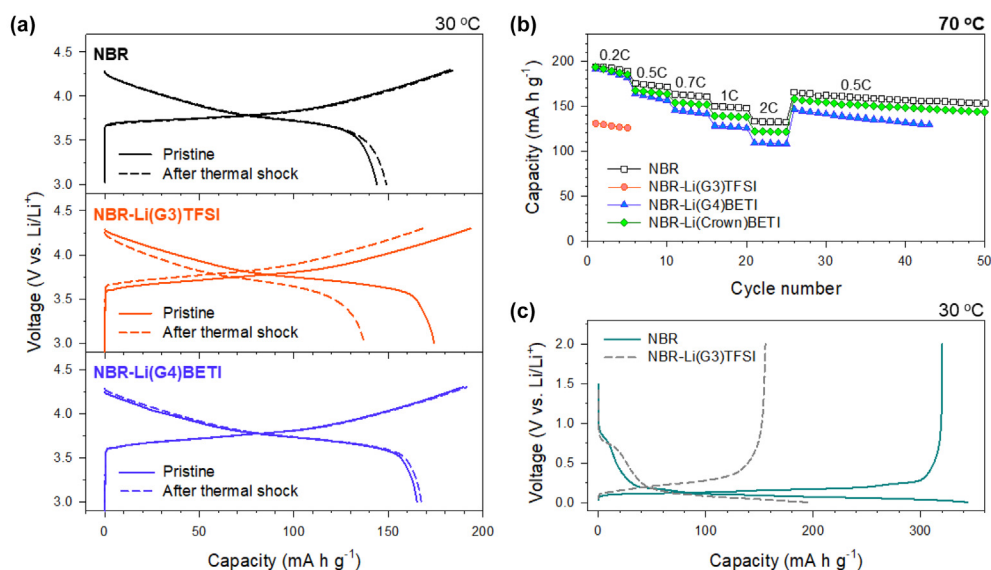 (a)
30 °C
NBR
Pristine
After thermal shock
NBR-Li(G3)TFSI
Pristine
After thermal shock
NBR-Li(G4)BETI
Pristine
After thermal shock
4.5
4.0
3.5
3.0
4.5
4.0
3.5
3.0
4.5
4.0
3.5
3.0
Voltage (V vs. Li/Li⁺)
0 50 100 150 200
Capacity (mA h g⁻¹)
(b)
70 °C
0.2C
0.5C
0.7C
1C
2C
0.5C
NBR
NBR-Li(G3)TFSI
NBR-Li(G4)BETI
NBR-Li(Crown)BETI
250
200
150
100
50
0
Capacity (mA h g⁻¹)
0 10 20 30 40 50
Cycle number
(c)
30 °C
NBR
NBR-Li(G3)TFSI
2.0
1.5
1.0
0.5
0.0
Voltage (V vs. Li/Li⁺)
0 100 200 300
Capacity (mA h g⁻¹)